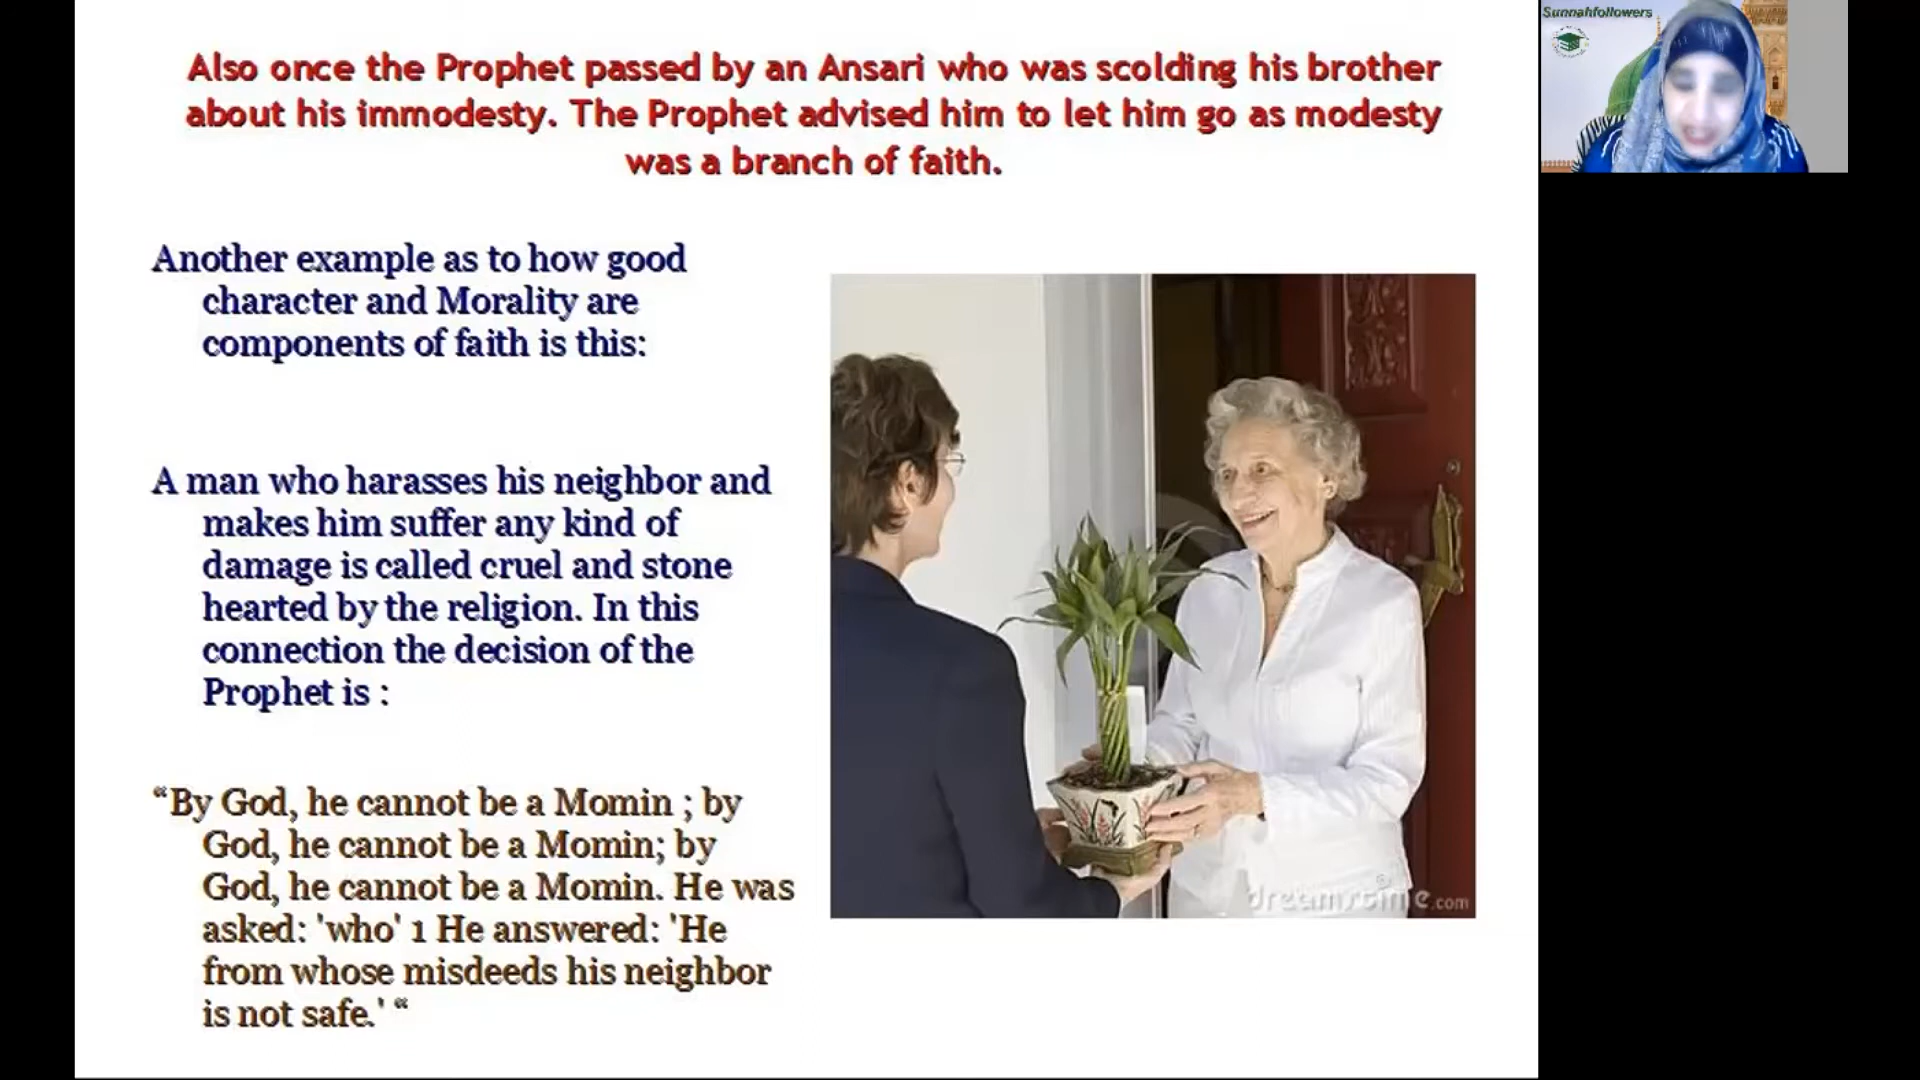 Also once the Prophet passed by an Ansari who was scolding his brother
about his immodesty. The Prophet advised him to let him go as modesty
was a branch of faith.
Another example as to how good
character and Morality are
components of faith is this:
A man who harasses his neighbor and
makes him suffer any kind of
damage is called cruel and stone
hearted by the religion. In this
connection the decision of the
Prophet is :
“By God, he cannot be a Momin ; by
God, he cannot be a Momin; by
God, he cannot be a Momin. He was
asked: 'who' 1 He answered: 'He
from whose misdeeds his neighbor
is not safe.' “
dreamstime.com
Sunnahfollowers